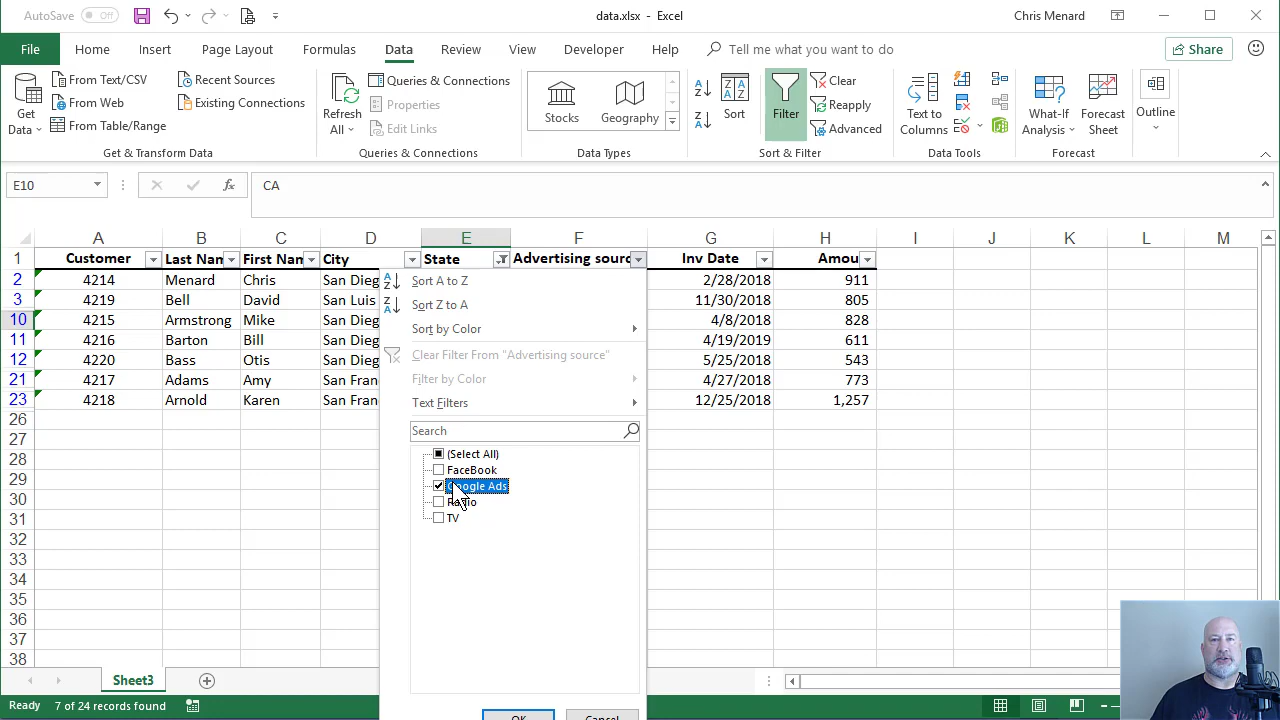 AutoSave Off data.xlsx - Excel Chris Menard
File Home Insert Page Layout Formulas Data Review View Developer Help Tell me what you want to do Share
Get Data
From Text/CSV
From Web
From Table/Range
Recent Sources
Existing Connections
Get & Transform Data
Refresh All
Queries & Connections
Properties
Edit Links
Queries & Connections
Stocks Geography
Data Types
Sort
Filter
Clear
Reapply
Advanced
Sort & Filter
Text to Columns
Data Tools
What-If Analysis
Forecast Sheet
Forecast
Outline
E10 fx CA
A B C D E F G H I J K L M
1 Customer Last Nam First Nam City State Advertising sourc Inv Date Amou
2 4214 Menard Chris San Dieg 2/28/2018 911
3 4219 Bell David San Luis 11/30/2018 805
10 4215 Armstrong Mike San Dieg 4/8/2018 828
11 4216 Barton Bill San Dieg 4/19/2019 611
12 4220 Bass Otis San Dieg 5/25/2018 543
21 4217 Adams Amy San Fran 4/27/2018 773
23 4218 Arnold Karen San Fran 12/25/2018 1,257
26
27
28
29
30
31
32
33
34
35
36
37
38
Sort A to Z
Sort Z to A
Sort by Color
Clear Filter From "Advertising source"
Filter by Color
Text Filters
Search
(Select All)
FaceBook
Google Ads
Radio
TV
OK Cancel
Sheet3
Ready 7 of 24 records found